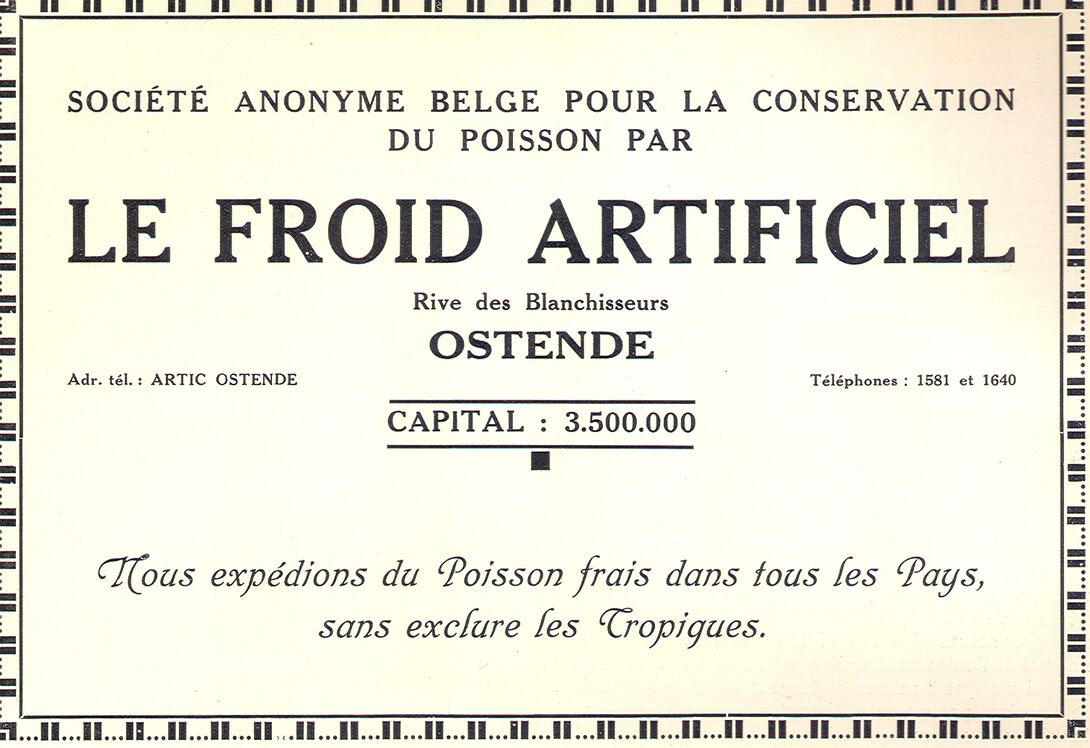 SOCIÉTÉ ANONYME BELGE POUR LA CONSERVATION
DU POISSON PAR
LE FROID ARTIFICIEL
Rive des Blanchisseurs
OSTENDE
Adr. tél. : ARTIC OSTENDE
Téléphones : 1581 et 1640
CAPITAL : 3.500.000
Nous expédions du Poisson frais dans tous les Pays,
sans exclure les Tropiques.